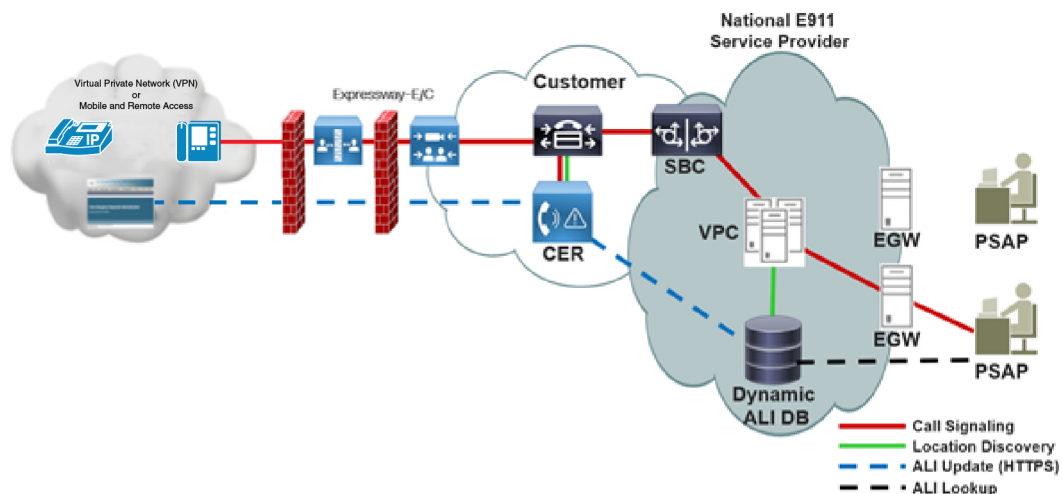 National E911
Service Provider
Virtual Private Network (VPN)
or
Mobile and Remote Access
Expressway-E/C
Customer
IP
SBC
VPC
EGW
PSAP
CER
EGW
PSAP
Dynamic
ALI DB
Call Signaling
Location Discovery
ALI Update (HTTPS)
ALI Lookup